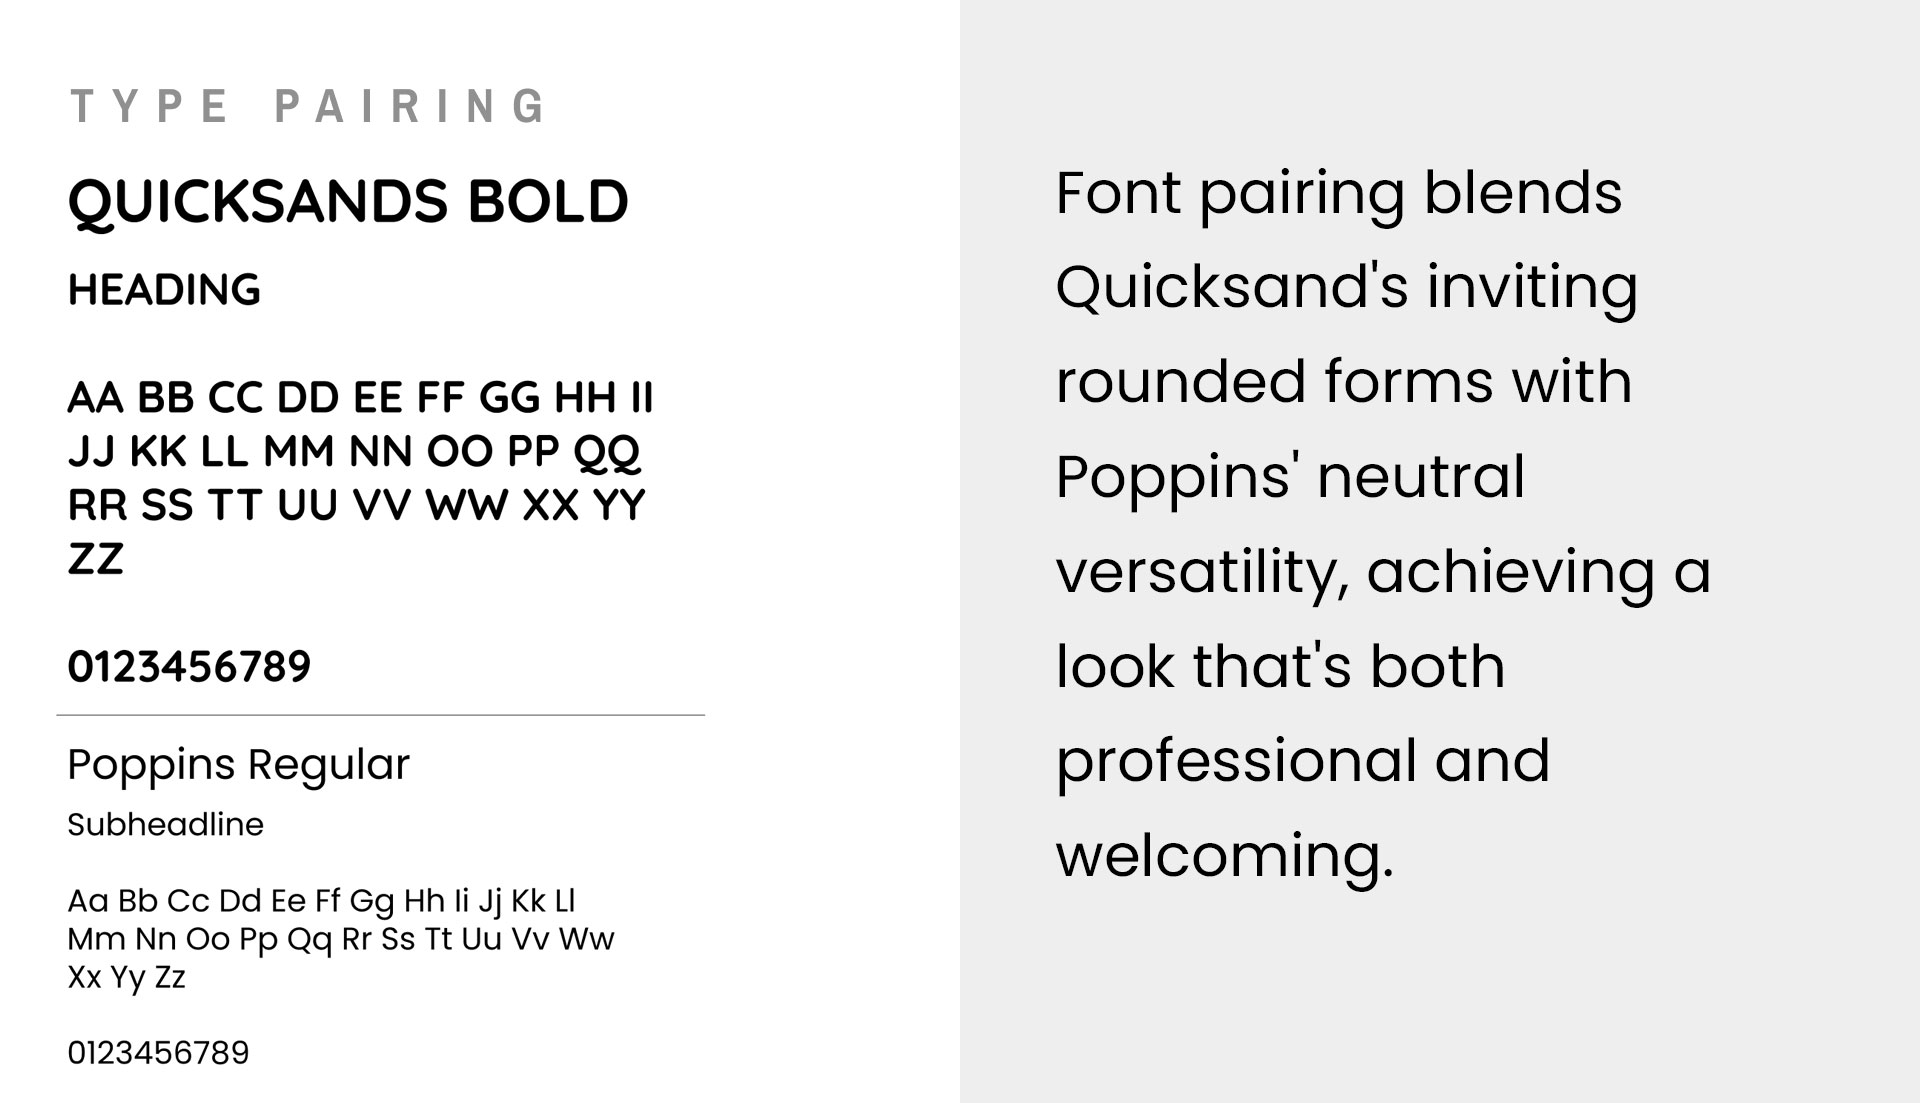 TYPE PAIRING
QUICKSANDS BOLD
HEADING
AA BB CC DD EE FF GG HH II
JJ KK LL MM NN OO PP QQ
RR SS TT UU VV WW XX YY
ZZ
0123456789
Poppins Regular
Subheadline
Aa Bb Cc Dd Ee Ff Gg Hh Ii Jj Kk Ll
Mm Nn Oo Pp Qq Rr Ss Tt Uu Vv Ww
Xx Yy Zz
0123456789
Font pairing blends
Quicksand's inviting
rounded forms with
Poppins' neutral
versatility, achieving a
look that's both
professional and
welcoming.